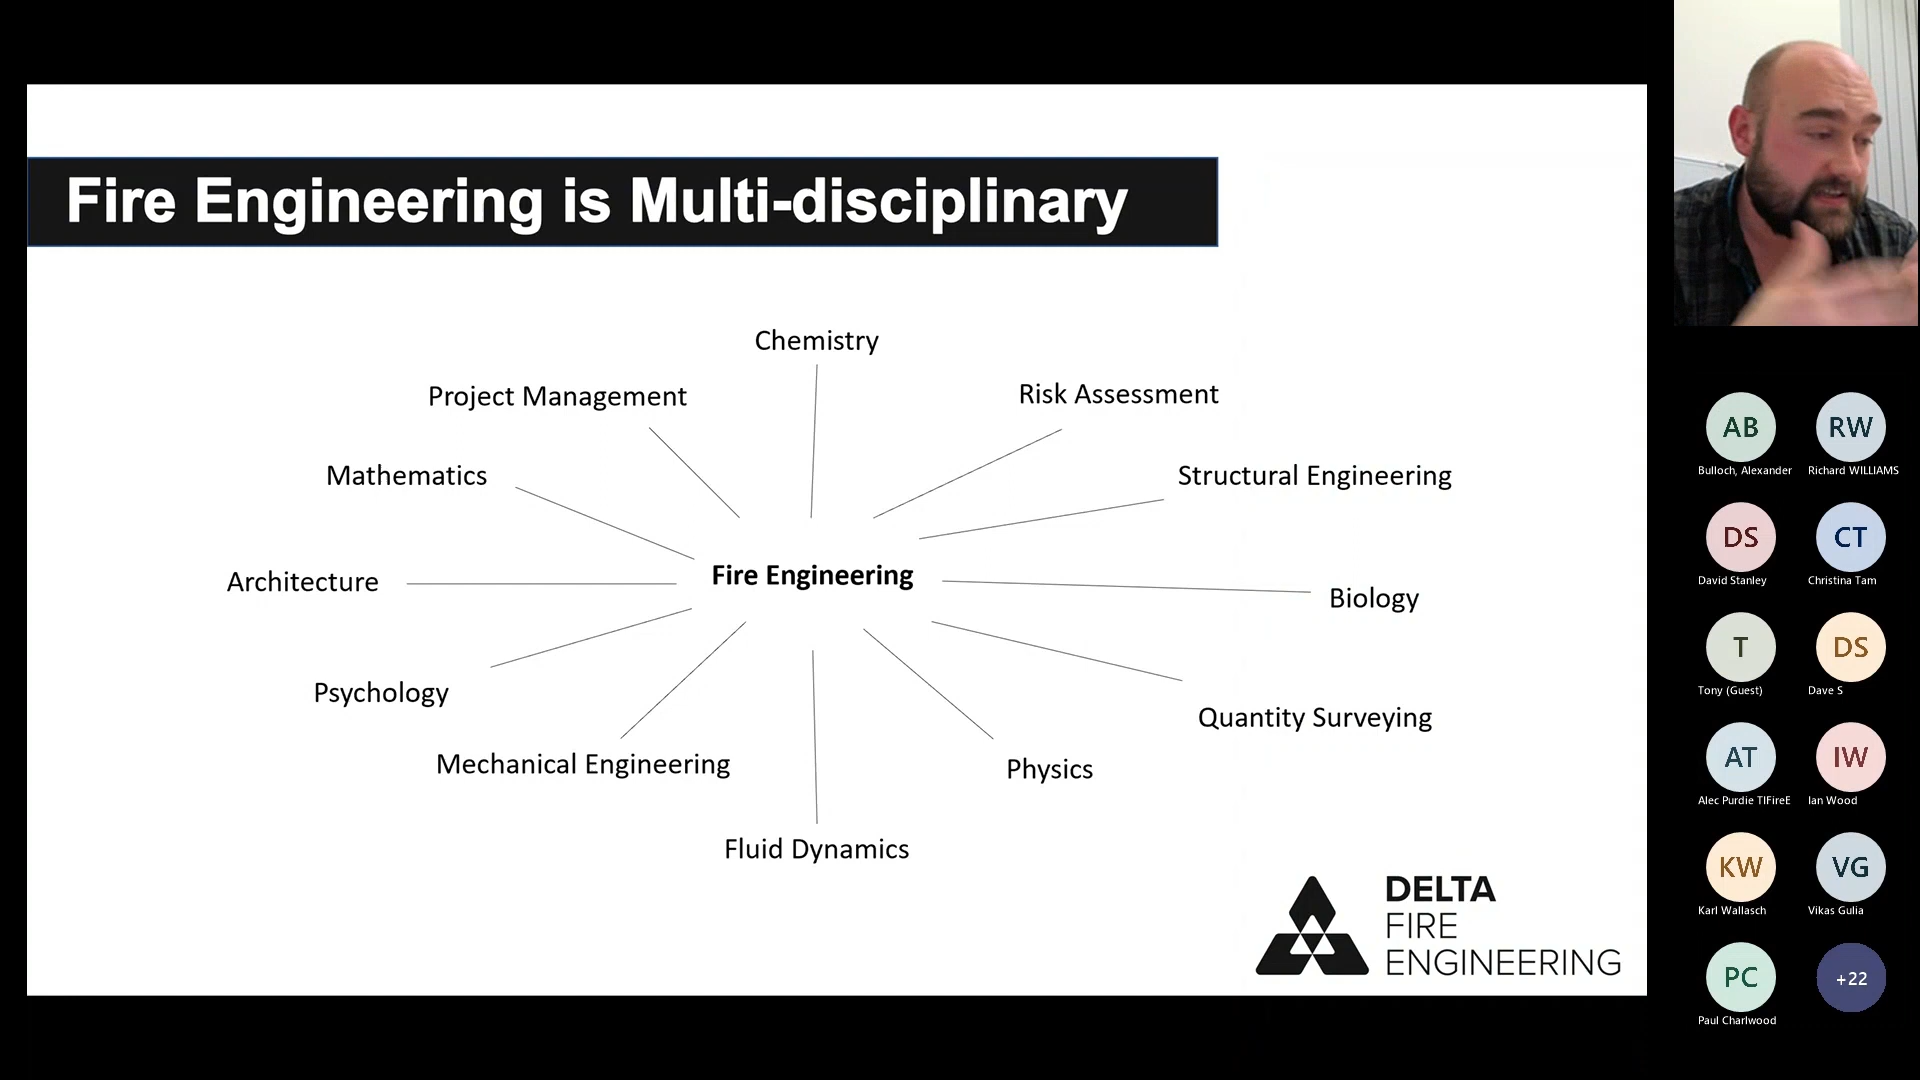 Fire Engineering is Multi-disciplinary
Chemistry
Project Management
Risk Assessment
Mathematics
Structural Engineering
Fire Engineering
Architecture
Biology
Psychology
Quantity Surveying
Mechanical Engineering
Physics
Fluid Dynamics
DELTA
FIRE
ENGINEERING
AB
RW
Bulloch, Alexander
Richard WILLIAMS
DS
CT
David Stanley
Christina Tam
T
DS
Tony (Guest)
Dave S
AT
IW
Alec Purdie TIFireE
Ian Wood
KW
VG
Karl Wallasch
Vikas Gulia
PC
+22
Paul Charlwood